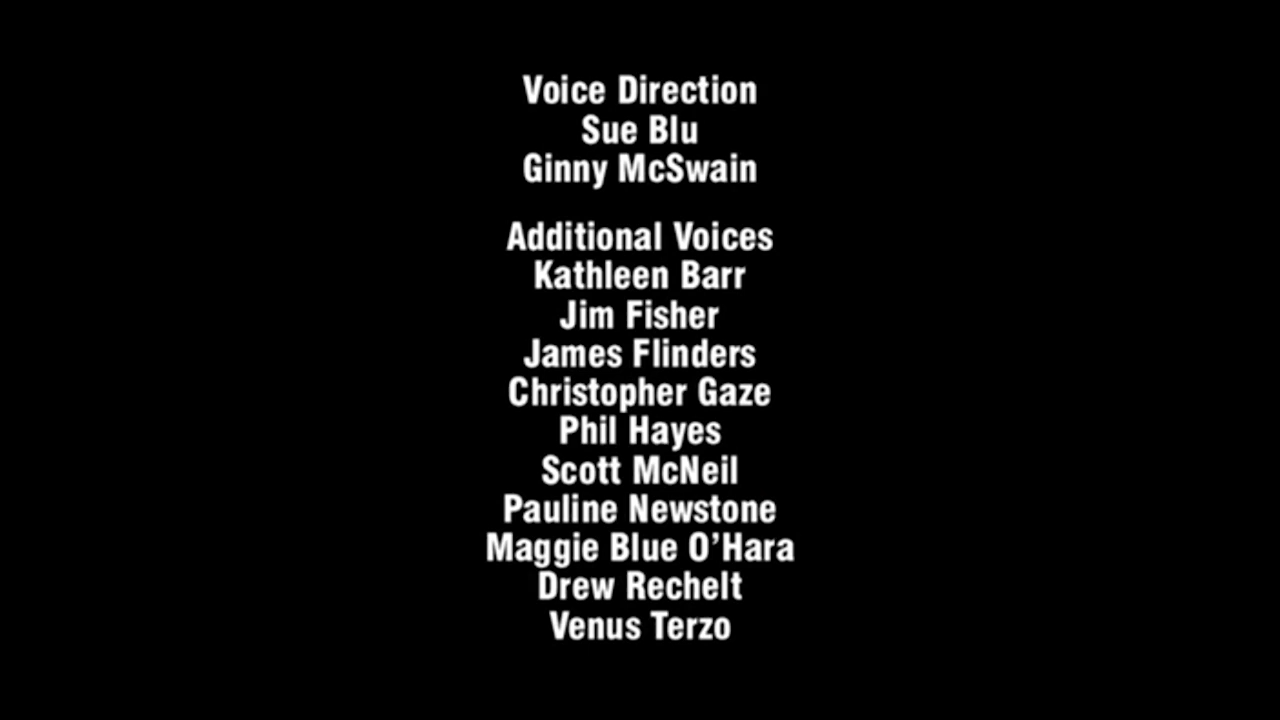 Voice Direction
Sue Blu
Ginny McSwain
Additional Voices
Kathleen Barr
Jim Fisher
James Flinders
Christopher Gaze
Phil Hayes
Scott McNeil
Pauline Newstone
Maggie Blue O’Hara
Drew Rechelt
Venus Terzo